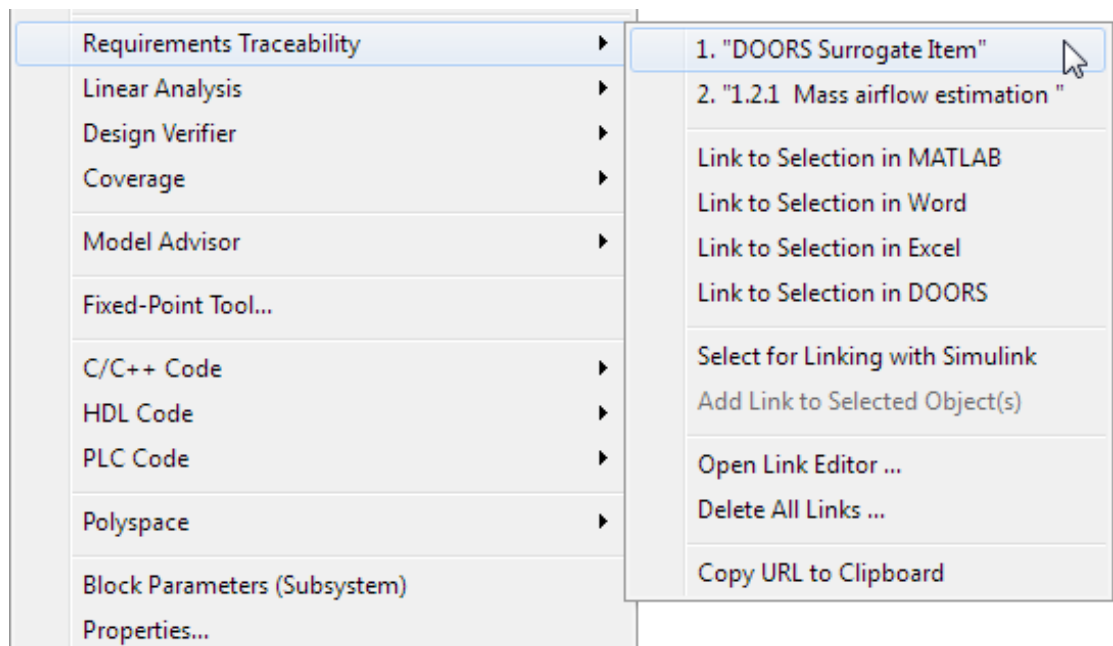 Requirements Traceability
Linear Analysis
Design Verifier
Coverage
Model Advisor
Fixed-Point Tool...
C/C++ Code
HDL Code
PLC Code
Polyspace
Block Parameters (Subsystem)
Properties...
1. "DOORS Surrogate Item"
2. "1.2.1  Mass airflow estimation "
Link to Selection in MATLAB
Link to Selection in Word
Link to Selection in Excel
Link to Selection in DOORS
Select for Linking with Simulink
Add Link to Selected Object(s)
Open Link Editor ...
Delete All Links ...
Copy URL to Clipboard